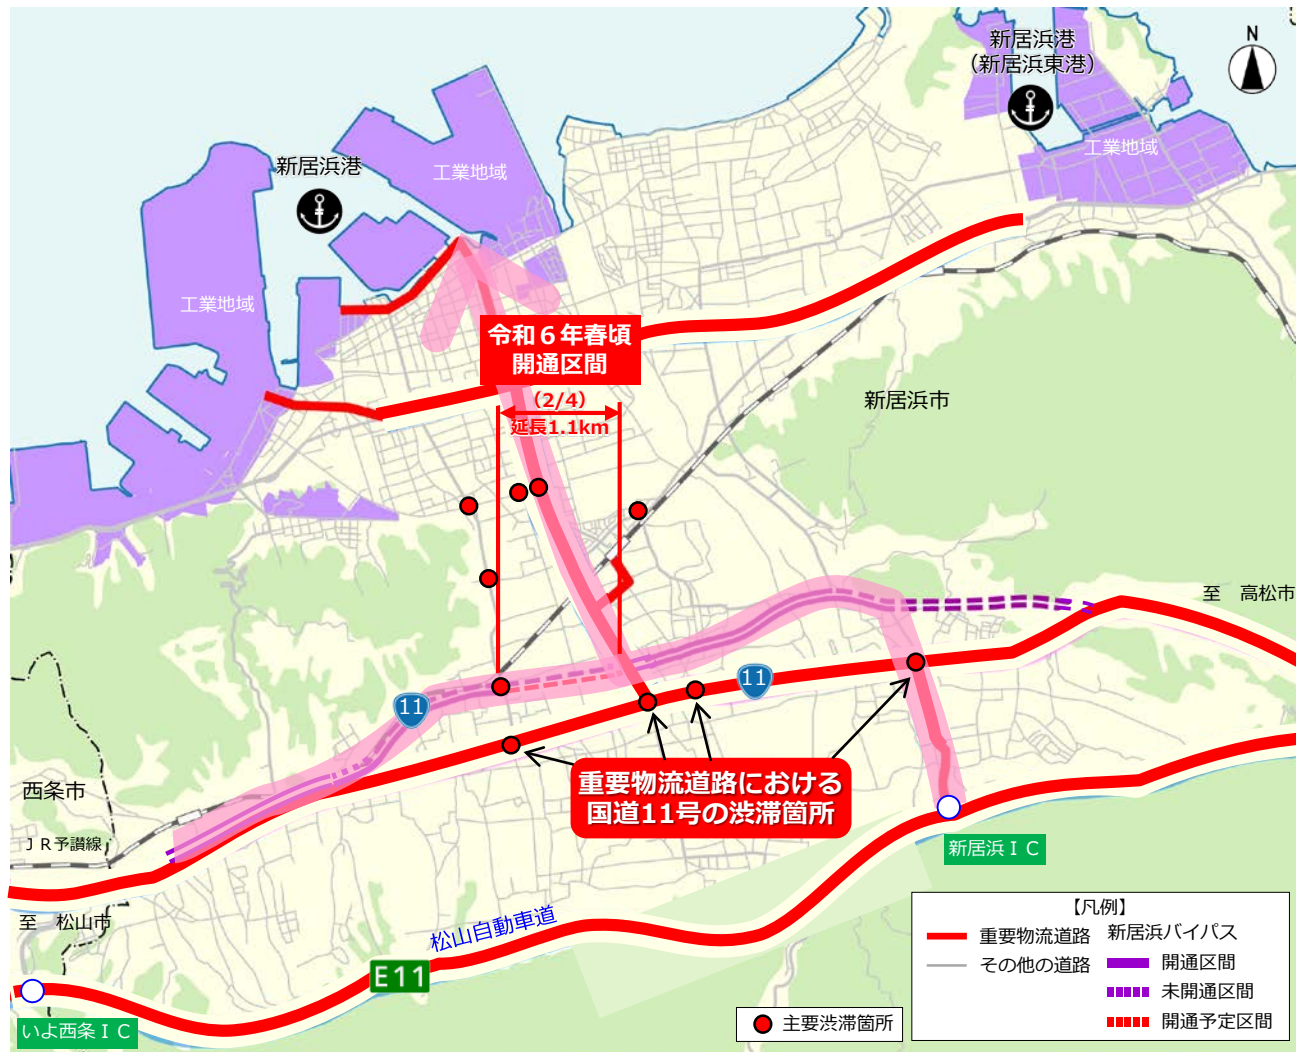 新居浜港
(新居浜東港)
N
工業地域
新居浜港
工業地域
工業地域
令和6年春頃
開通区間
(2/4)
延長1.1km
新居浜市
至 高松市
11
11
重要物流道路における
国道11号の渋滞箇所
西条市
JR予讃線
至 松山市
新居浜IC
松山自動車道
E11
いよ西条IC
主要渋滞箇所
【凡例】
重要物流道路
その他の道路
新居浜バイパス
開通区間
未開通区間
開通予定区間